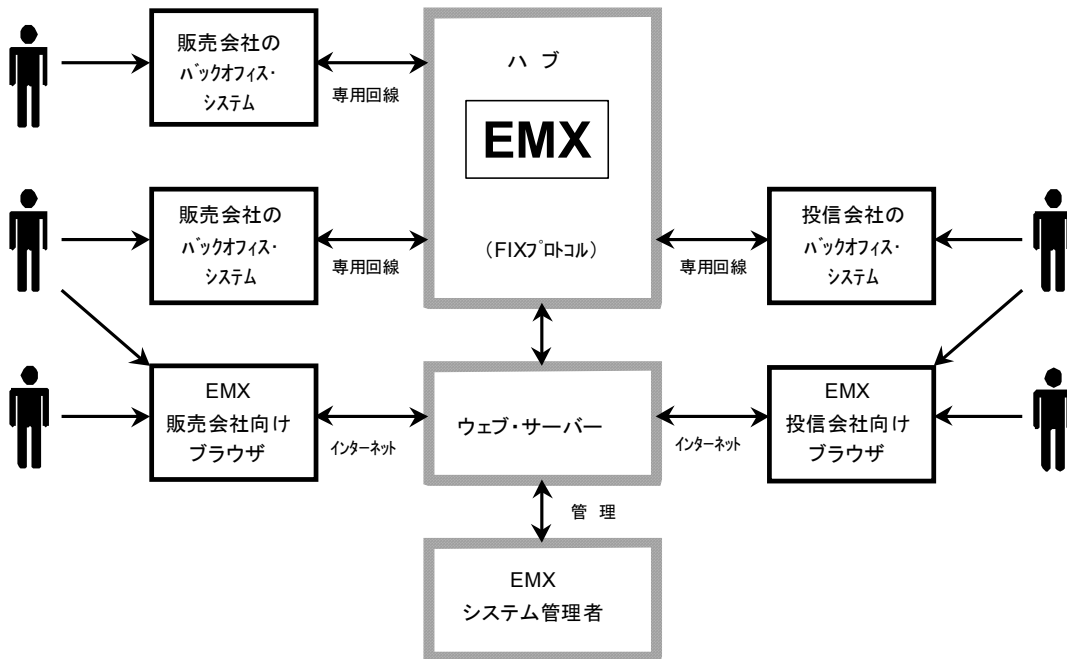 販売会社の
ﾊﾞックオフィス・
システム
専用回線
ハ ブ
EMX
(FIXﾌﾟﾛﾄｺﾙ)
販売会社の
ﾊﾞックオフィス・
システム
専用回線
専用回線
投信会社の
ﾊﾞックオフィス・
システム
EMX
販売会社向け
ブラウザ
インターネット
ウェブ・サーバー
インターネット
EMX
投信会社向け
ブラウザ
管 理
EMX
システム管理者